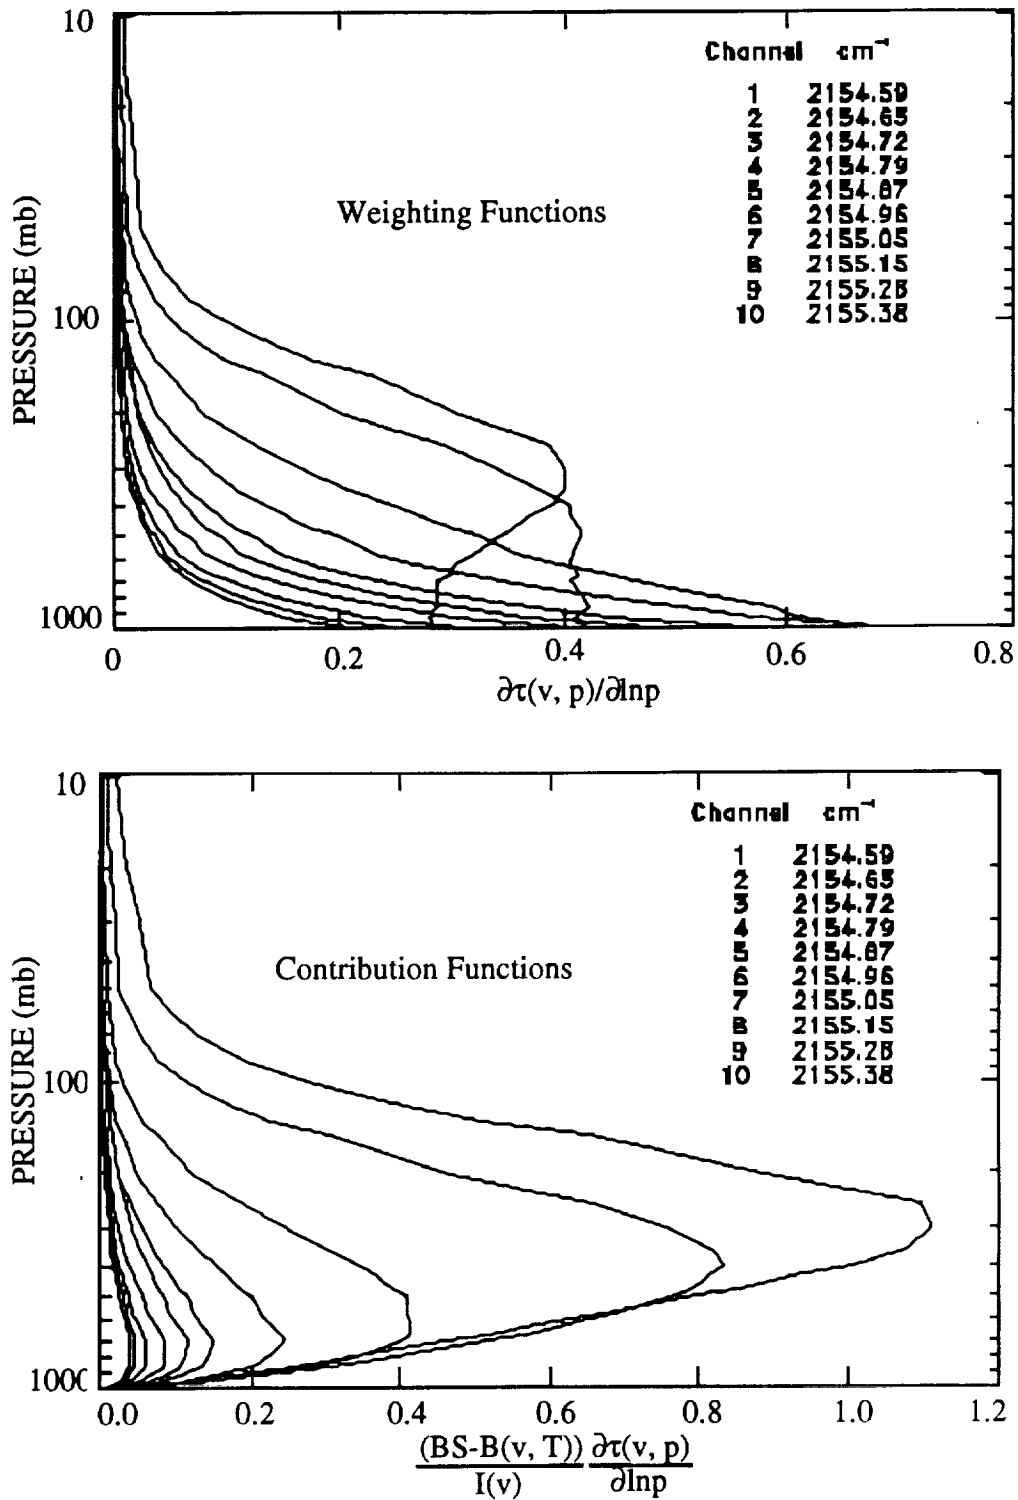 10
Channel cm⁻¹
1 2154.59
2 2154.65
3 2154.72
4 2154.79
5 2154.87
6 2154.96
7 2155.05
8 2155.15
9 2155.26
10 2155.38
Weighting Functions
PRESSURE (mb)
100
1000
0 0.2 0.4 0.6 0.8
∂τ(v, p)/∂lnp
10
Channel cm⁻¹
1 2154.59
2 2154.65
3 2154.72
4 2154.79
5 2154.87
6 2154.96
7 2155.05
8 2155.15
9 2155.26
10 2155.38
Contribution Functions
PRESSURE (mb)
100
1000
0.0 0.2 0.4 0.6 0.8 1.0 1.2
(BS-B(v, T)) ∂τ(v, p)
I(v) ∂lnp